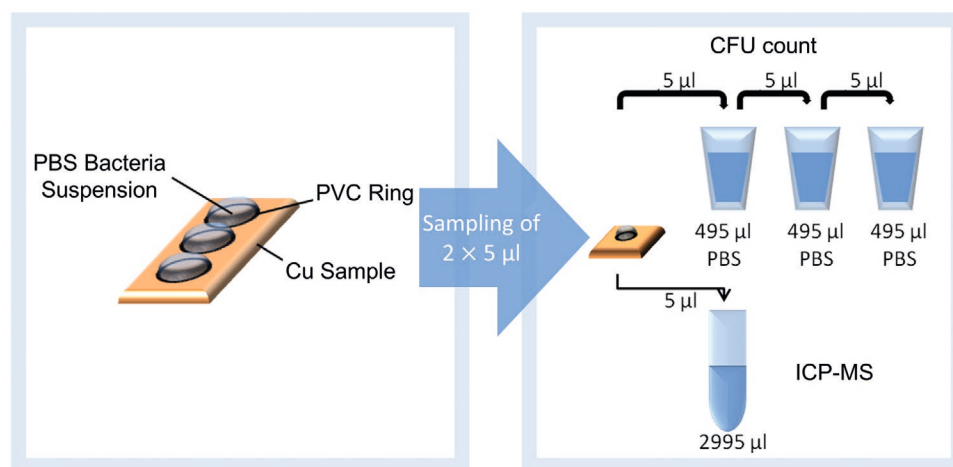 PBS Bacteria
Suspension
PVC Ring
Cu Sample
Sampling of
2 × 5 µl
CFU count
5 µl
5 µl
5 µl
495 µl
PBS
495 µl
PBS
495 µl
PBS
5 µl
ICP-MS
2995 µl